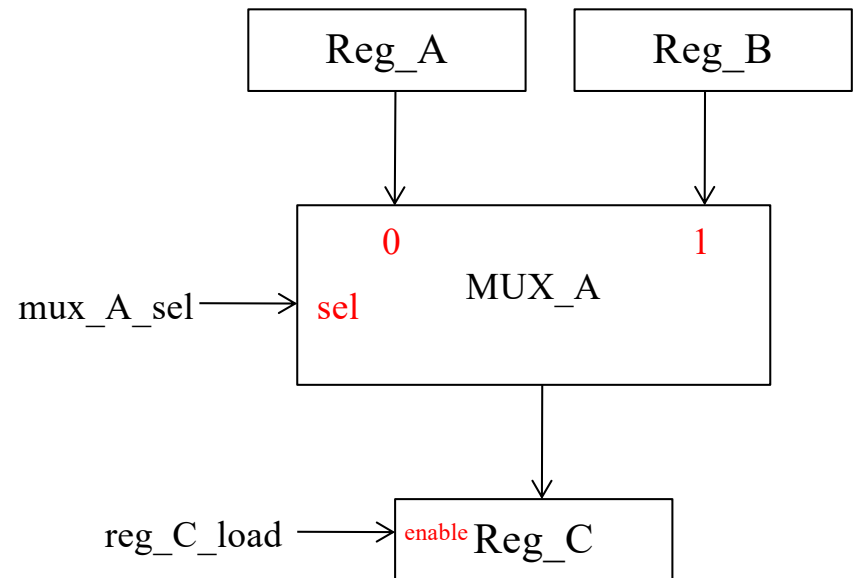 Reg_A
Reg_B
0
1
MUX_A
mux_A_sel
sel
reg_C_load
enable
Reg_C